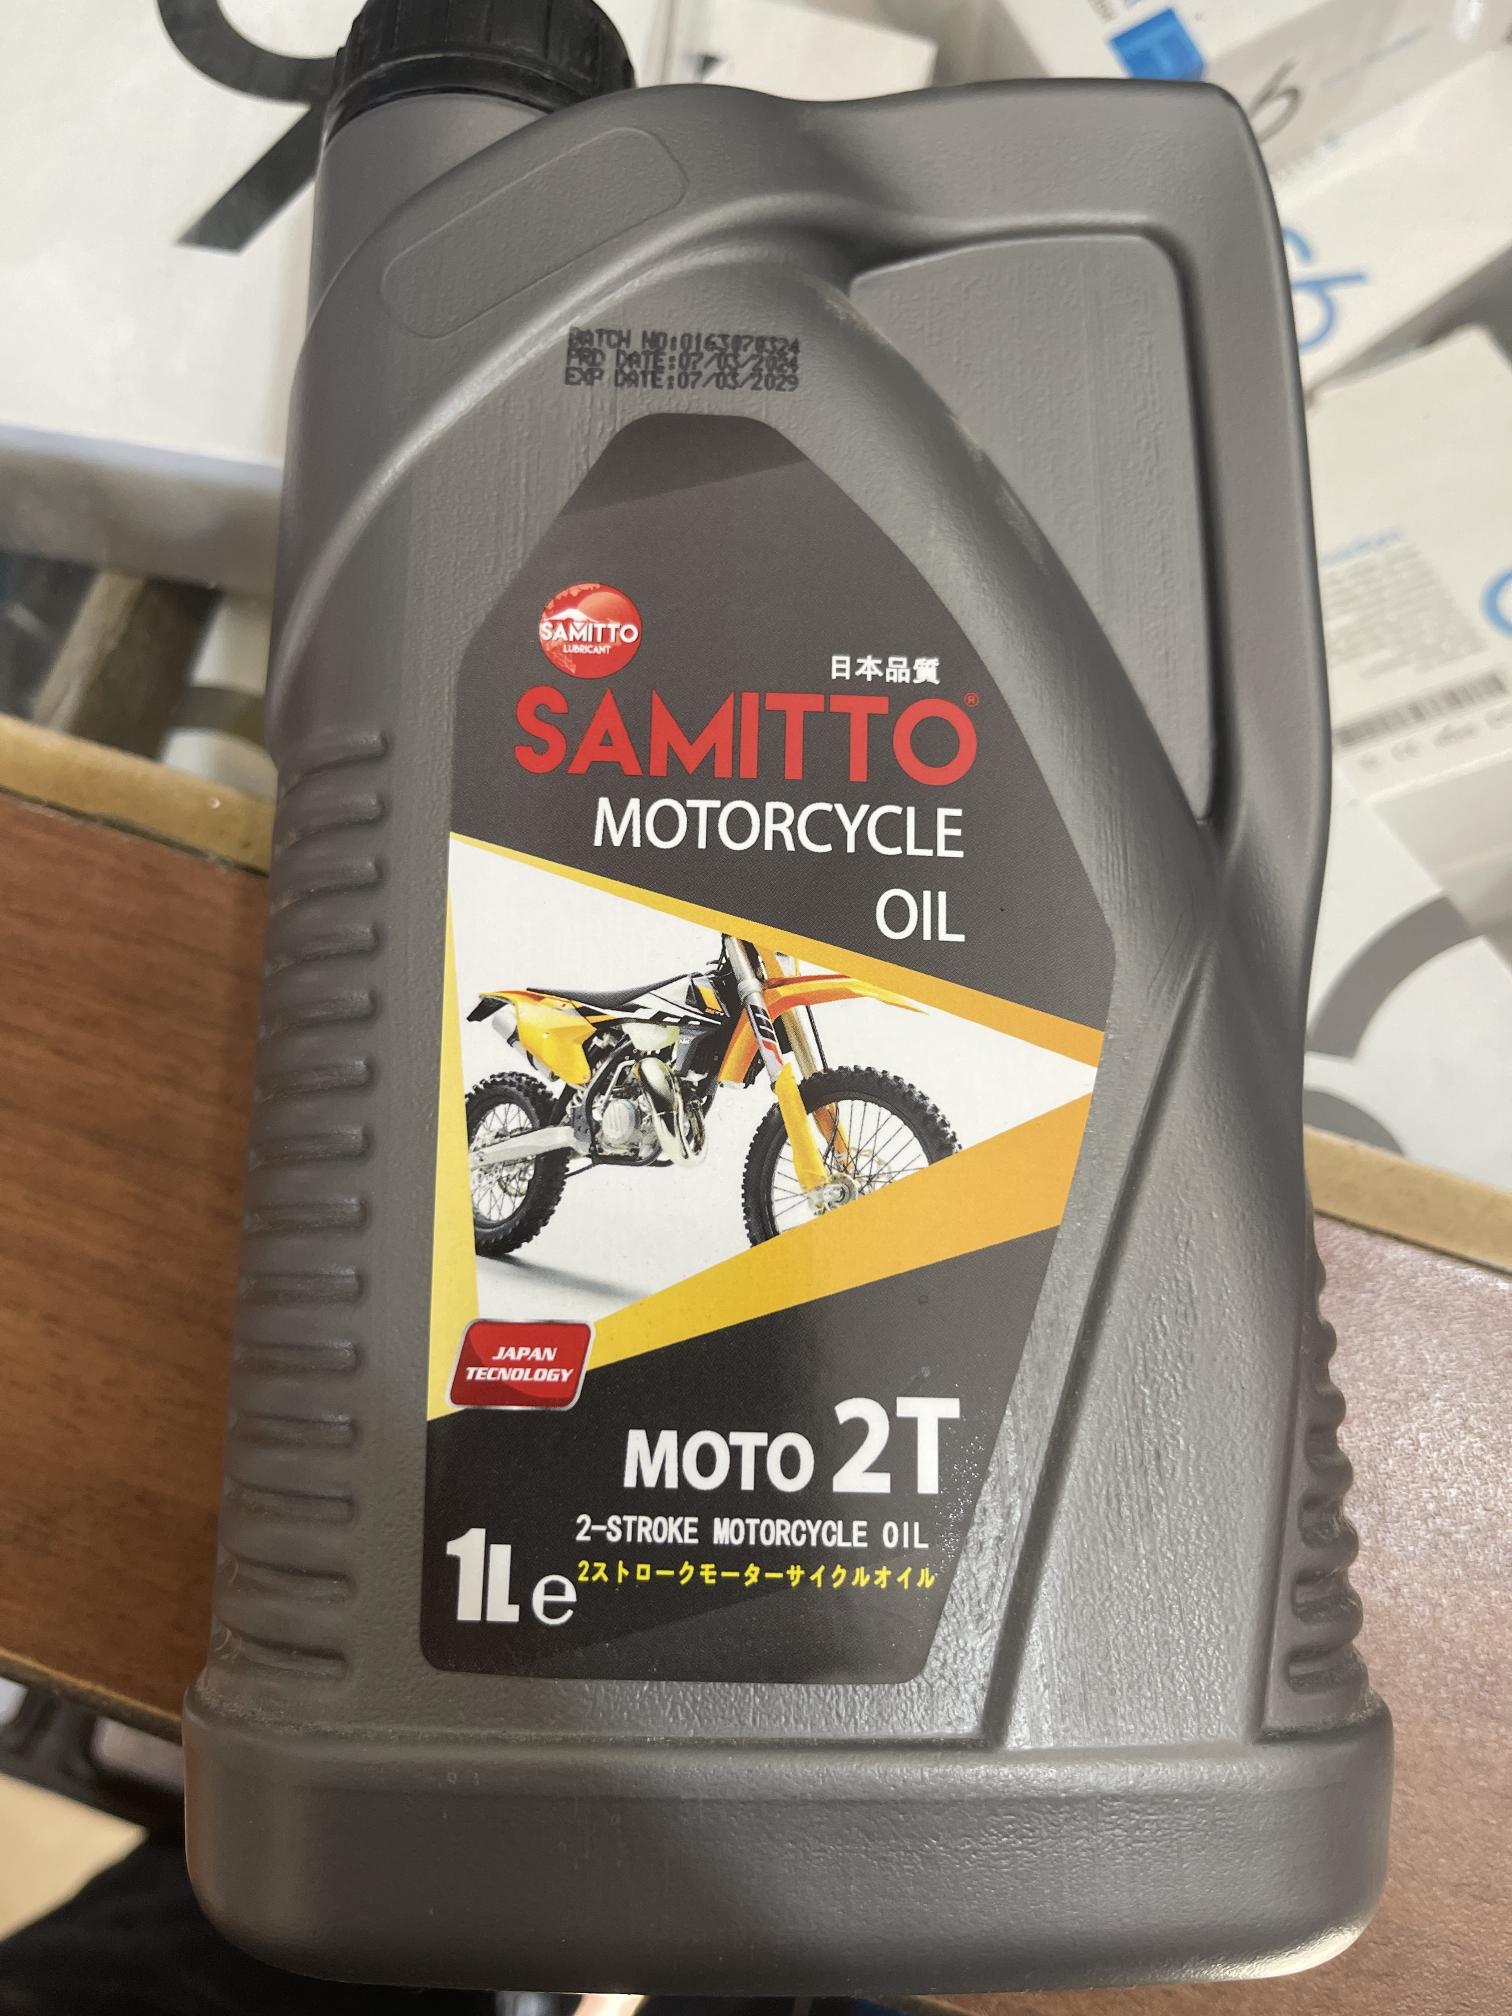 BATCH NO:0163070324
PRD DATE:07/03/2024
EXP DATE:07/03/2029
SAMITTO
LUBRICANT
日本品質
SAMITTO®
MOTORCYCLE
OIL
JAPAN
TECNOLOGY
MOTO 2T
2-STROKE MOTORCYCLE OIL
2ストロークモーターサイクルオイル
1L e